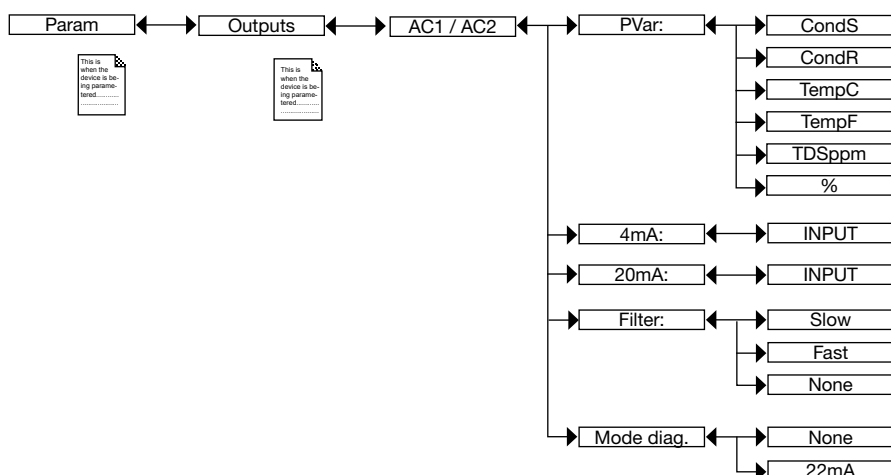 Param Outputs AC1 / AC2 PVar: CondS
CondR
TempC
TempF
TDSppm
%
This is
when the
device is be-
ing parame-
tered............
.....................
This is
when the
device is be-
ing parame-
tered............
.....................
4mA: INPUT
20mA: INPUT
Filter: Slow
Fast
None
Mode diag. None
22mA